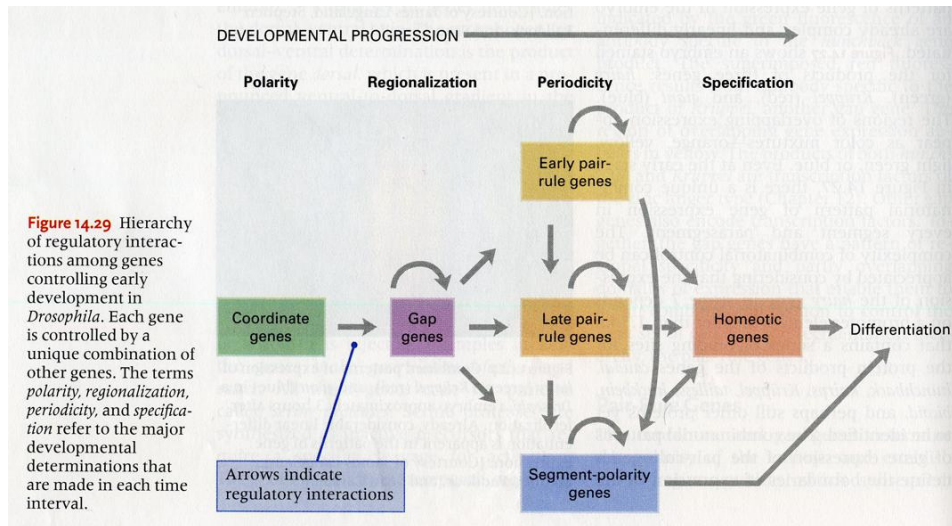 DEVELOPMENTAL PROGRESSION
Polarity
Regionalization
Periodicity
Specification
Early pair-
rule genes
Coordinate
genes
Gap
genes
Late pair-
rule genes
Homeotic
genes
Differentiation
Segment-polarity
genes
Arrows indicate
regulatory interactions
Figure 14.29 Hierarchy
of regulatory interac-
tions among genes
controlling early
development in
Drosophila. Each gene
is controlled by a
unique combination of
other genes. The terms
polarity, regionalization,
periodicity, and specifica-
tion refer to the major
developmental
determinations that
are made in each time
interval.